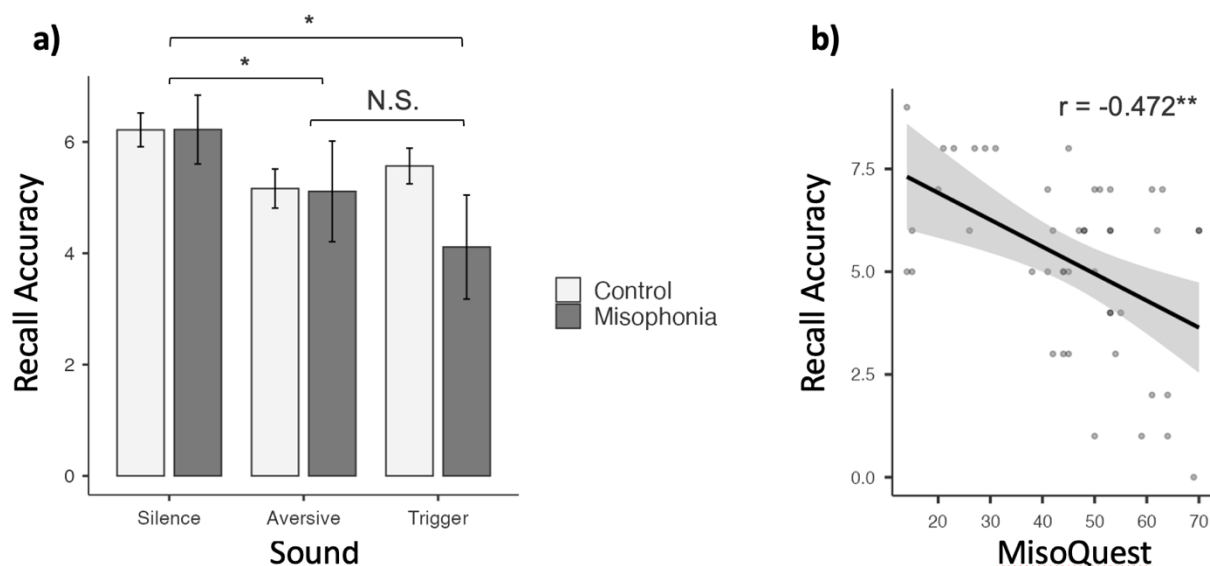 a)
*
*
N.S.
Recall Accuracy
6
4
2
0
Silence Aversive Trigger
Sound
Control
Misophonia
b)
r = -0.472**
Recall Accuracy
7.5
5.0
2.5
0.0
20 30 40 50 60 70
MisoQuest